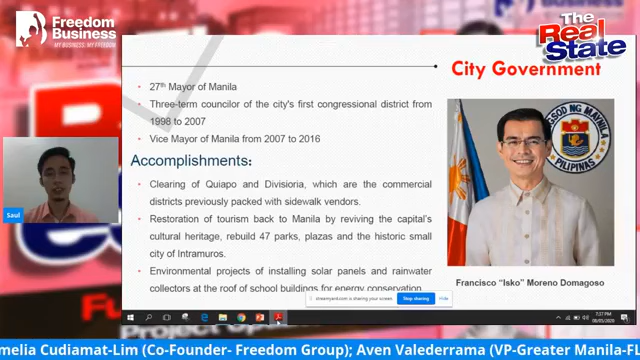 Freedom
Business
MY BUSINESS. MY FREEDOM
The
Real
State
City Government
• 27th Mayor of Manila
• Three-term councilor of the city's first congressional district from
1998 to 2007
• Vice Mayor of Manila from 2007 to 2016
Accomplishments:
• Clearing of Quiapo and Divisoria, which are the commercial
districts previously packed with sidewalk vendors.
• Restoration of tourism back to Manila by reviving the capital's
cultural heritage, rebuild 47 parks, plazas and the historic small
city of Intramuros.
• Environmental projects of installing solar panels and rainwater
collectors at the roof of school buildings for energy conservation.
PILIPINAS
Francisco “Isko” Moreno Domagoso
Saul
streamyard.com is sharing your screen.
Stop sharing
Hide
7:37 PM
melia Cudiamat-Lim (Co-Founder- Freedom Group); Aven Valederrama (VP-Greater Manila-F